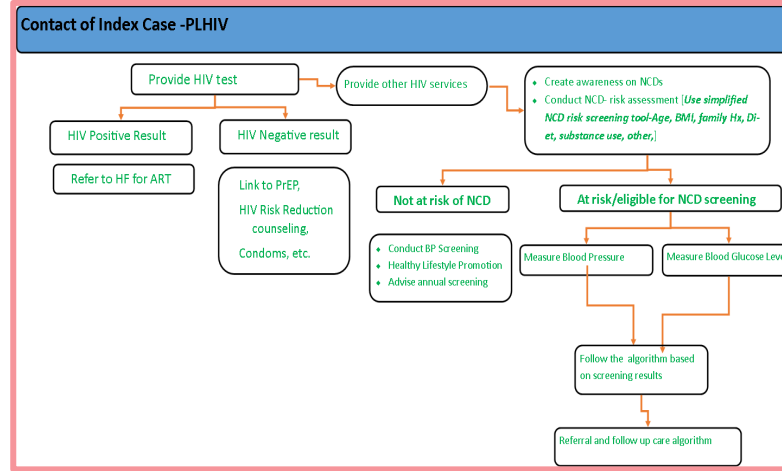 Contact of Index Case -PLHIV
Provide HIV test
Provide other HIV services
♦ Create awareness on NCDs
♦ Conduct NCD- risk assessment [Use simplified
NCD risk screening tool-Age, BMI, family Hx, Di-
et, substance use, other,]
HIV Positive Result
HIV Negative result
Refer to HF for ART
Link to PrEP,
HIV Risk Reduction
counseling,
Condoms, etc.
Not at risk of NCD
At risk/eligible for NCD screening
♦ Conduct BP Screening
♦ Healthy Lifestyle Promotion
♦ Advise annual screening
Measure Blood Pressure
Measure Blood Glucose Leve
Follow the algorithm based
on screening results
Referral and follow up care algorithm